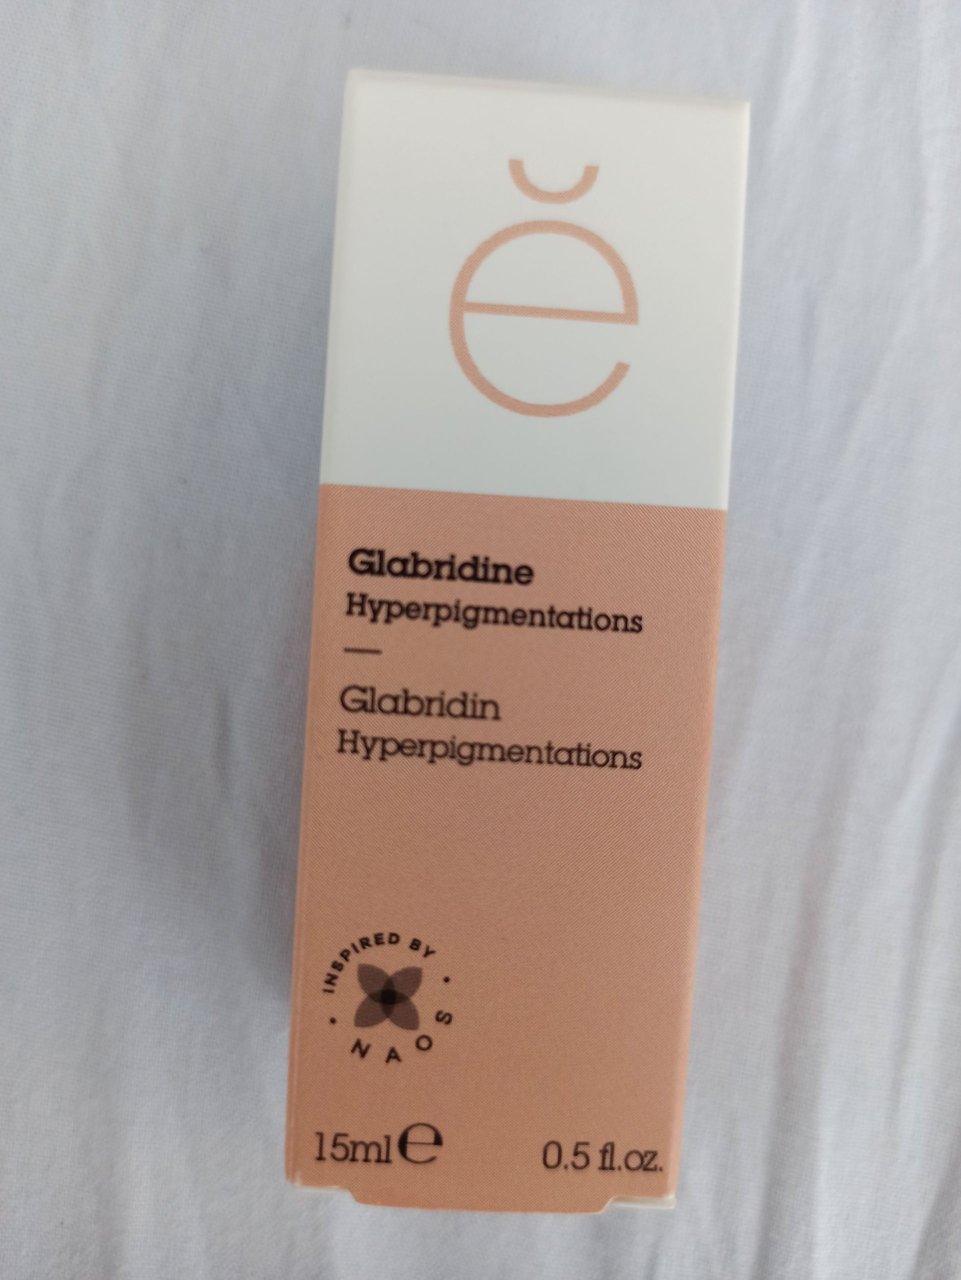 ĕ
Glabridine
Hyperpigmentations
Glabridin
Hyperpigmentations
INSPIRED BY
NAOS
15ml ℮
0.5 fl.oz.